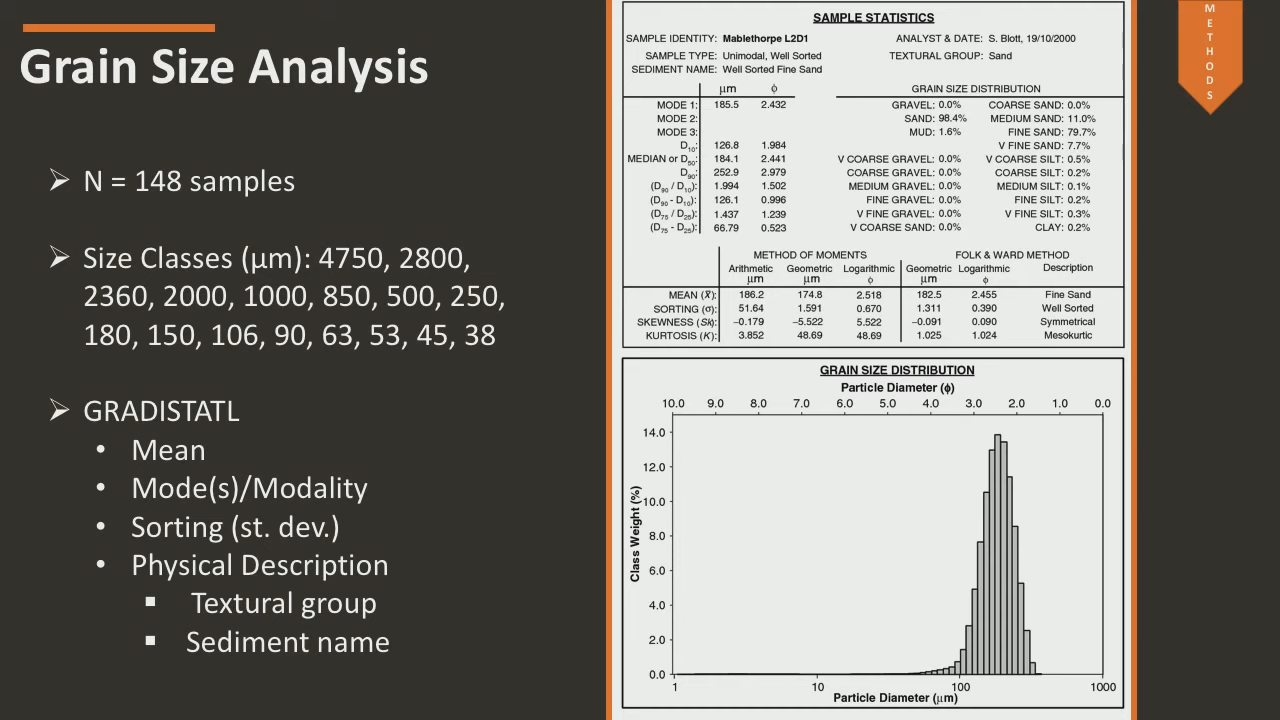 Grain Size Analysis
N = 148 samples
Size Classes (µm): 4750, 2800,
2360, 2000, 1000, 850, 500, 250,
180, 150, 106, 90, 63, 53, 45, 38
GRADISTATL
Mean
Mode(s)/Modality
Sorting (st. dev.)
Physical Description
Textural group
Sediment name
SAMPLE STATISTICS
SAMPLE IDENTITY: Mablethorpe L2D1 ANALYST & DATE: S. Blott, 19/10/2000
SAMPLE TYPE: Unimodal, Well Sorted TEXTURAL GROUP: Sand
SEDIMENT NAME: Well Sorted Fine Sand
µm ϕ GRAIN SIZE DISTRIBUTION
MODE 1: 185.5 2.432 GRAVEL: 0.0% COARSE SAND: 0.0%
MODE 2: SAND: 98.4% MEDIUM SAND: 11.0%
MODE 3: MUD: 1.6% FINE SAND: 79.7%
D10: 126.8 1.984 V FINE SAND: 7.7%
MEDIAN or D50: 184.1 2.441 V COARSE GRAVEL: 0.0% V COARSE SILT: 0.5%
D90: 252.9 2.979 COARSE GRAVEL: 0.0% COARSE SILT: 0.2%
(D90 / D10): 1.994 1.502 MEDIUM GRAVEL: 0.0% MEDIUM SILT: 0.1%
(D90 - D10): 126.1 0.996 FINE GRAVEL: 0.0% FINE SILT: 0.2%
(D75 / D25): 1.437 1.239 V FINE GRAVEL: 0.0% V FINE SILT: 0.3%
(D75 - D25): 66.79 0.523 V COARSE SAND: 0.0% CLAY: 0.2%
METHOD OF MOMENTS FOLK & WARD METHOD
Arithmetic Geometric Logarithmic Geometric Logarithmic Description
µm µm ϕ µm ϕ
MEAN (x̄): 186.2 174.8 2.518 182.5 2.455 Fine Sand
SORTING (σ): 51.64 1.591 0.670 1.311 0.390 Well Sorted
SKEWNESS (Sk): −0.179 −5.522 5.522 −0.091 0.090 Symmetrical
KURTOSIS (K): 3.852 48.69 48.69 1.025 1.024 Mesokurtic
GRAIN SIZE DISTRIBUTION
Particle Diameter (ϕ)
10.0 9.0 8.0 7.0 6.0 5.0 4.0 3.0 2.0 1.0 0.0
14.0
12.0
10.0
8.0
6.0
4.0
2.0
0.0
Class Weight (%)
1 10 100 1000
Particle Diameter (µm)
METHODS